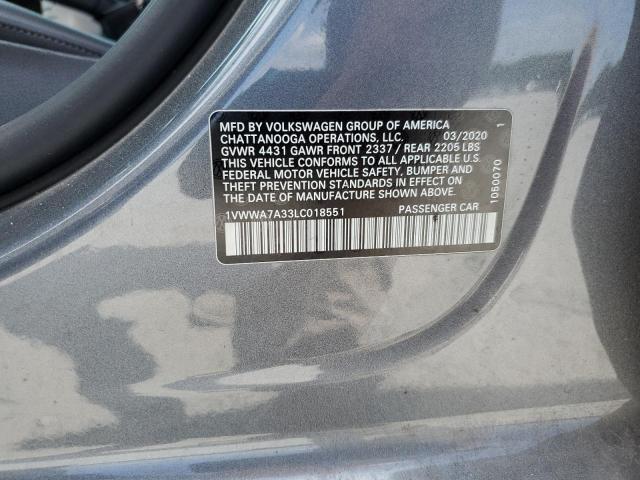 MFD BY VOLKSWAGEN GROUP OF AMERICA
CHATTANOOGA OPERATIONS, LLC. 03/2020
GVWR 4431 GAWR FRONT 2337 / REAR 2205 LBS
THIS VEHICLE CONFORMS TO ALL APPLICABLE U.S.
FEDERAL MOTOR VEHICLE SAFETY, BUMPER AND
THEFT PREVENTION STANDARDS IN EFFECT ON
THE DATE OF MANUFACTURE SHOWN ABOVE
1VWWA7A33LC018551 PASSENGER CAR
10B0070 1